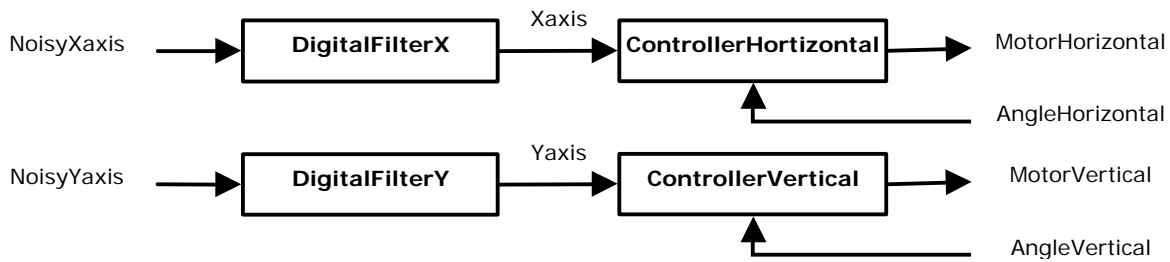 Xaxis
NoisyXaxis
DigitalFilterX
ControllerHortizontal
MotorHorizontal
AngleHorizontal
Yaxis
NoisyYaxis
DigitalFilterY
ControllerVertical
MotorVertical
AngleVertical